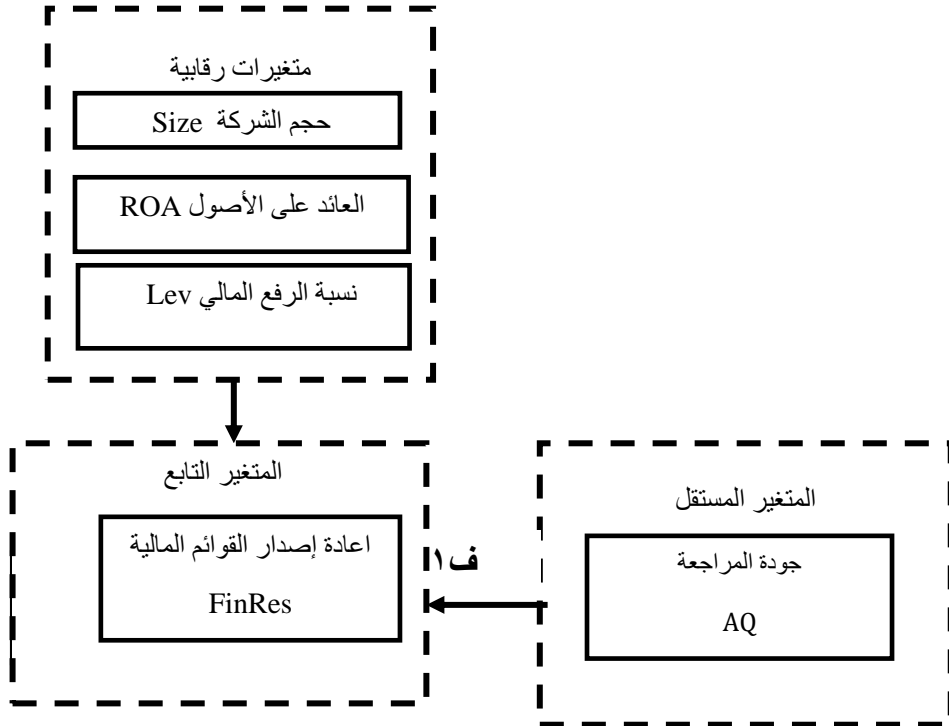 متغيرات رقابية
حجم الشركة Size
العائد على الأصول ROA
نسبة الرفع المالي Lev
المتغير المستقل
جودة المراجعة
AQ
ف١
المتغير التابع
اعادة إصدار القوائم المالية
FinRes